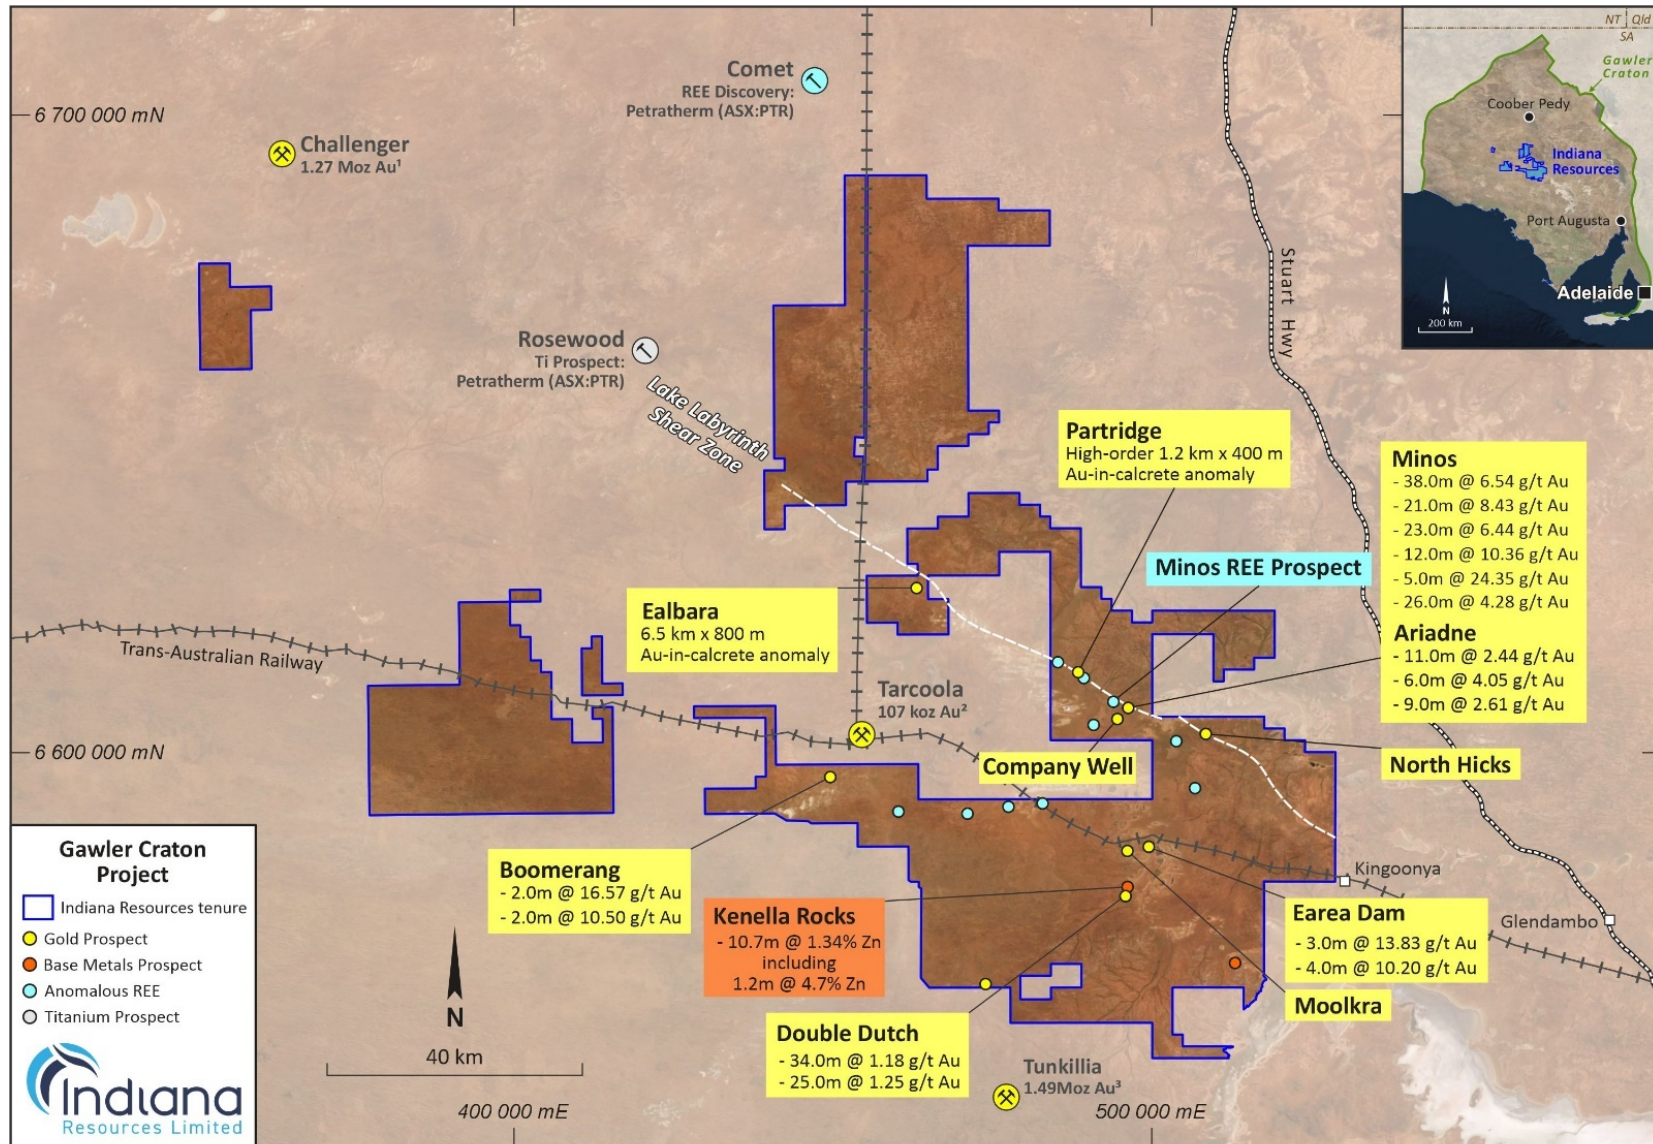 NT
Qld
SA
Gawler
Craton
Coober Pedy
Indiana
Resources
Port Augusta
Adelaide
N
200 km
6 700 000 mN
Challenger
1.27 Moz Au¹
Comet
REE Discovery:
Petratherm (ASX:PTR)
Stuart Hwy
Rosewood
Ti Prospect:
Petratherm (ASX:PTR)
Lake Labyrinth
Shear Zone
Partridge
High-order 1.2 km x 400 m
Au-in-calcrete anomaly
Minos
- 38.0m @ 6.54 g/t Au
- 21.0m @ 8.43 g/t Au
- 23.0m @ 6.44 g/t Au
- 12.0m @ 10.36 g/t Au
- 5.0m @ 24.35 g/t Au
- 26.0m @ 4.28 g/t Au
Ariadne
- 11.0m @ 2.44 g/t Au
- 6.0m @ 4.05 g/t Au
- 9.0m @ 2.61 g/t Au
Minos REE Prospect
Ealbara
6.5 km x 800 m
Au-in-calcrete anomaly
Trans-Australian Railway
Tarcoola
107 koz Au²
6 600 000 mN
Company Well
North Hicks
Boomerang
- 2.0m @ 16.57 g/t Au
- 2.0m @ 10.50 g/t Au
Kenella Rocks
- 10.7m @ 1.34% Zn
including
1.2m @ 4.7% Zn
Kingoonya
Glendambo
Earea Dam
- 3.0m @ 13.83 g/t Au
- 4.0m @ 10.20 g/t Au
Moolkra
Double Dutch
- 34.0m @ 1.18 g/t Au
- 25.0m @ 1.25 g/t Au
Tunkillia
1.49Moz Au³
Gawler Craton
Project
Indiana Resources tenure
Gold Prospect
Base Metals Prospect
Anomalous REE
Titanium Prospect
Indiana
Resources Limited
N
40 km
400 000 mE
500 000 mE